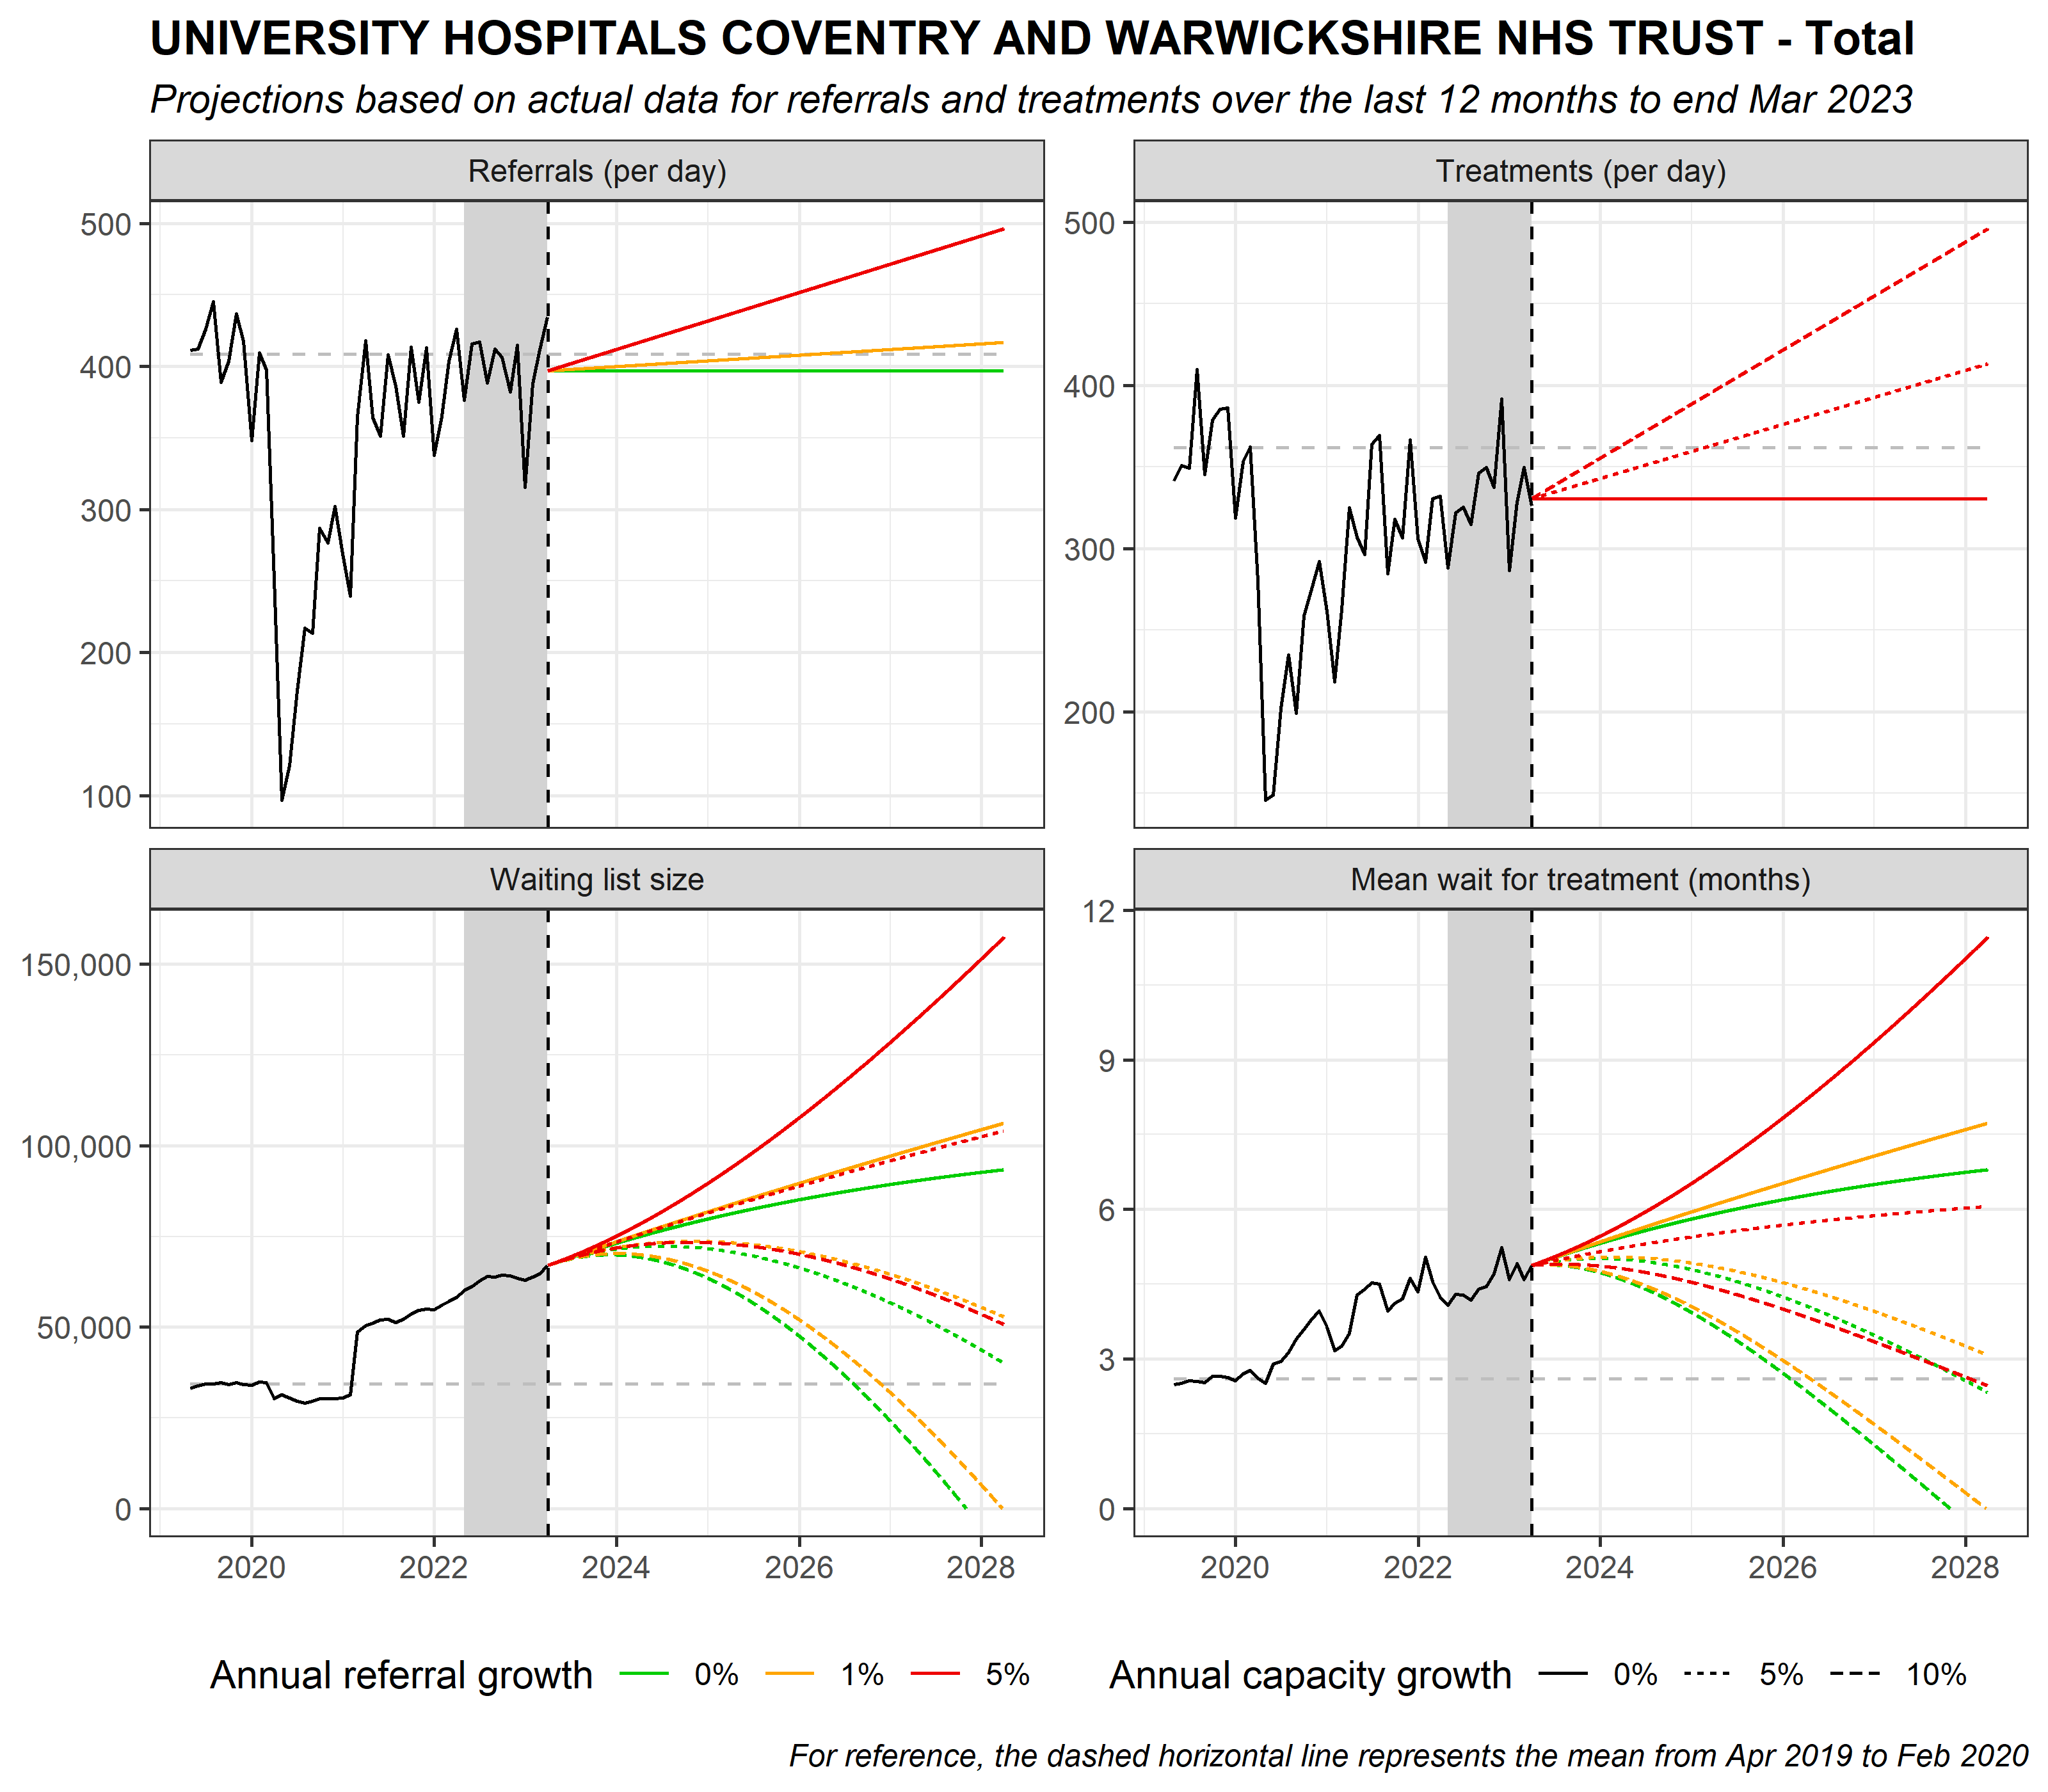 UNIVERSITY HOSPITALS COVENTRY AND WARWICKSHIRE NHS TRUST - Total
Projections based on actual data for referrals and treatments over the last 12 months to end Mar 2023
Referrals (per day)
500
400
300
200
100
Treatments (per day)
500
400
300
200
Waiting list size
150,000
100,000
50,000
0
2020 2022 2024 2026 2028
Mean wait for treatment (months)
12
9
6
3
0
2020 2022 2024 2026 2028
Annual referral growth 0% 1% 5%
Annual capacity growth 0% 5% 10%
For reference, the dashed horizontal line represents the mean from Apr 2019 to Feb 2020